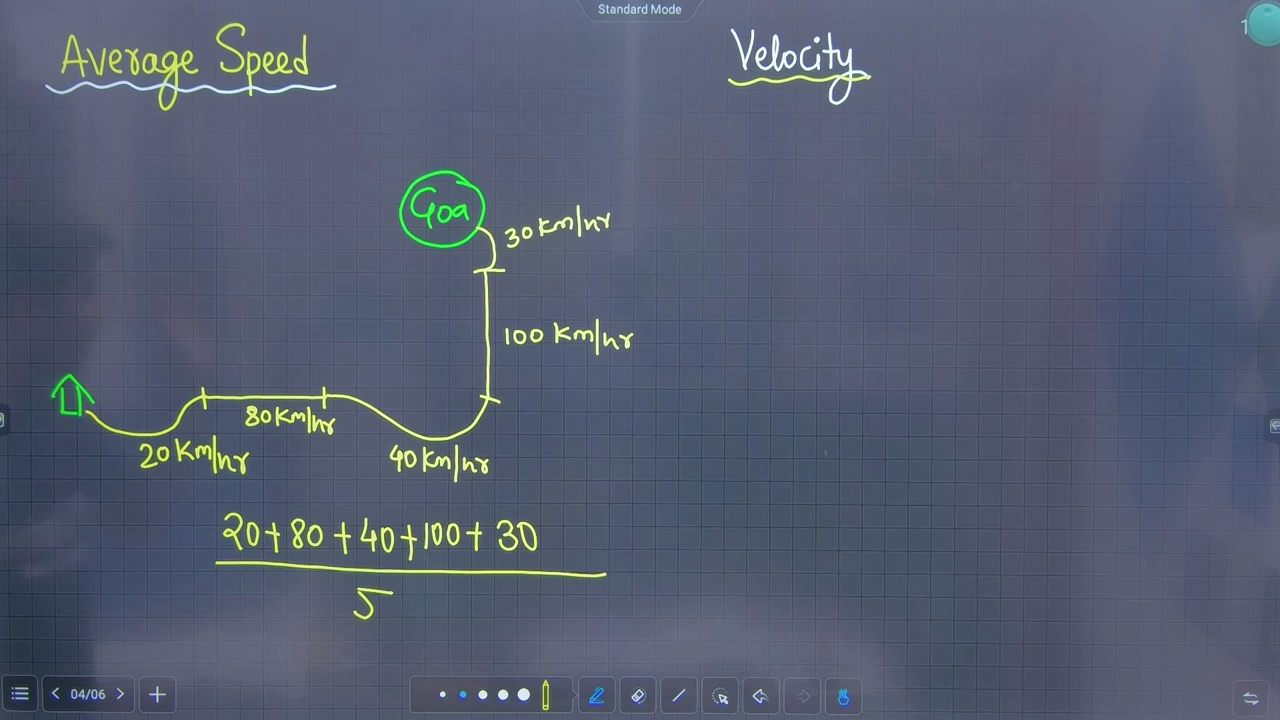 Standard Mode
1
Average Speed
Velocity
Goa
30 Km/hr
100 Km/hr
80 Km/hr
20 Km/hr
40 Km/hr
20+80+40+100+30
5
04/06